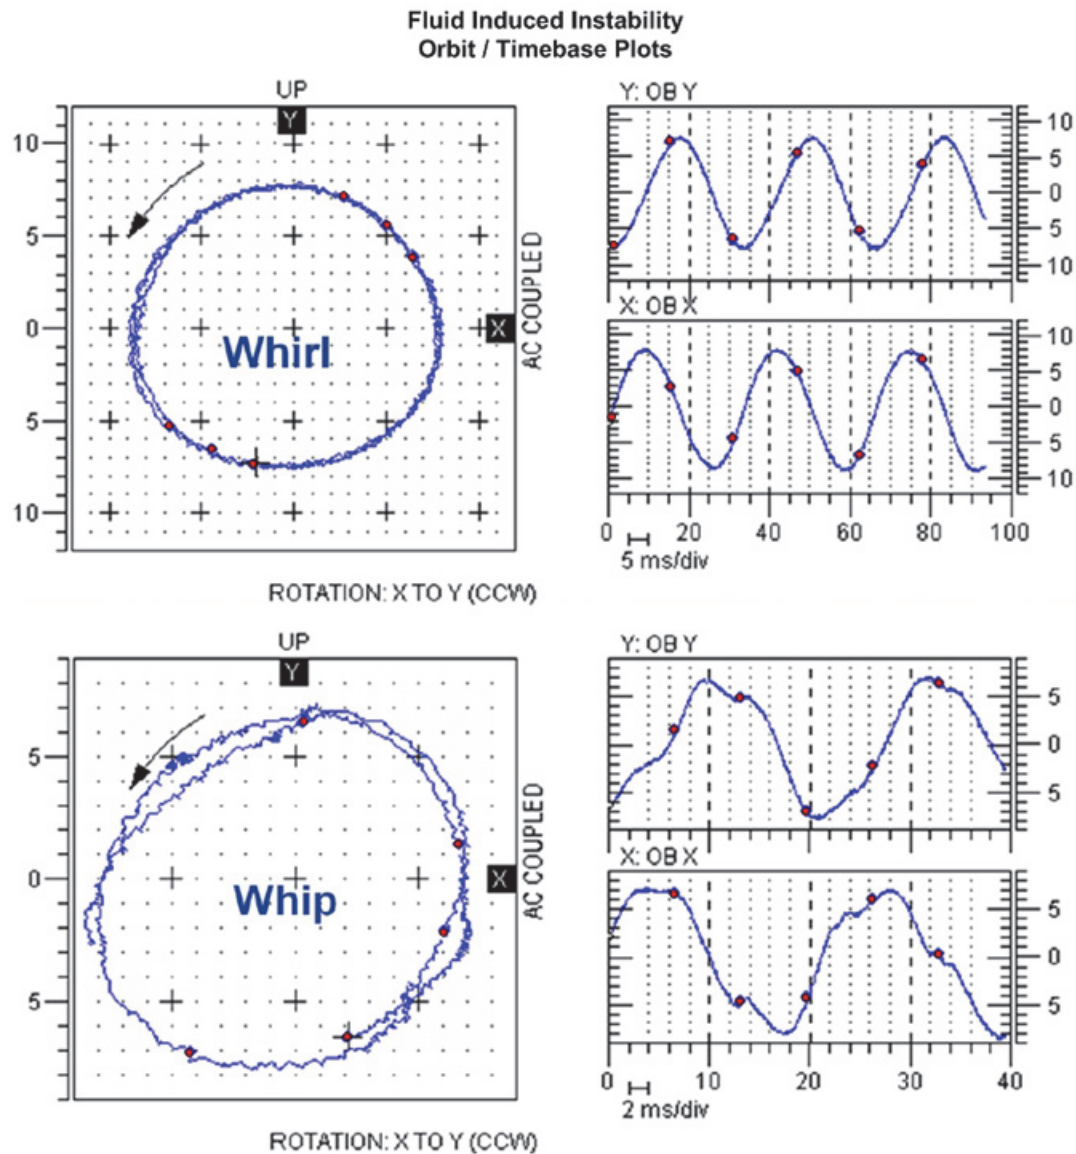 Fluid Induced Instability
Orbit / Timebase Plots
UP
Y
10
5
0
5
10
Whirl
X
AC COUPLED
ROTATION: X TO Y (CCW)
Y: OB Y
10
5
0
5
10
X: OB X
10
5
0
5
10
0 20 40 60 80 100
5 ms/div
UP
Y
5
0
5
Whip
X
AC COUPLED
ROTATION: X TO Y (CCW)
Y: OB Y
5
0
5
X: OB X
5
0
5
0 10 20 30 40
2 ms/div